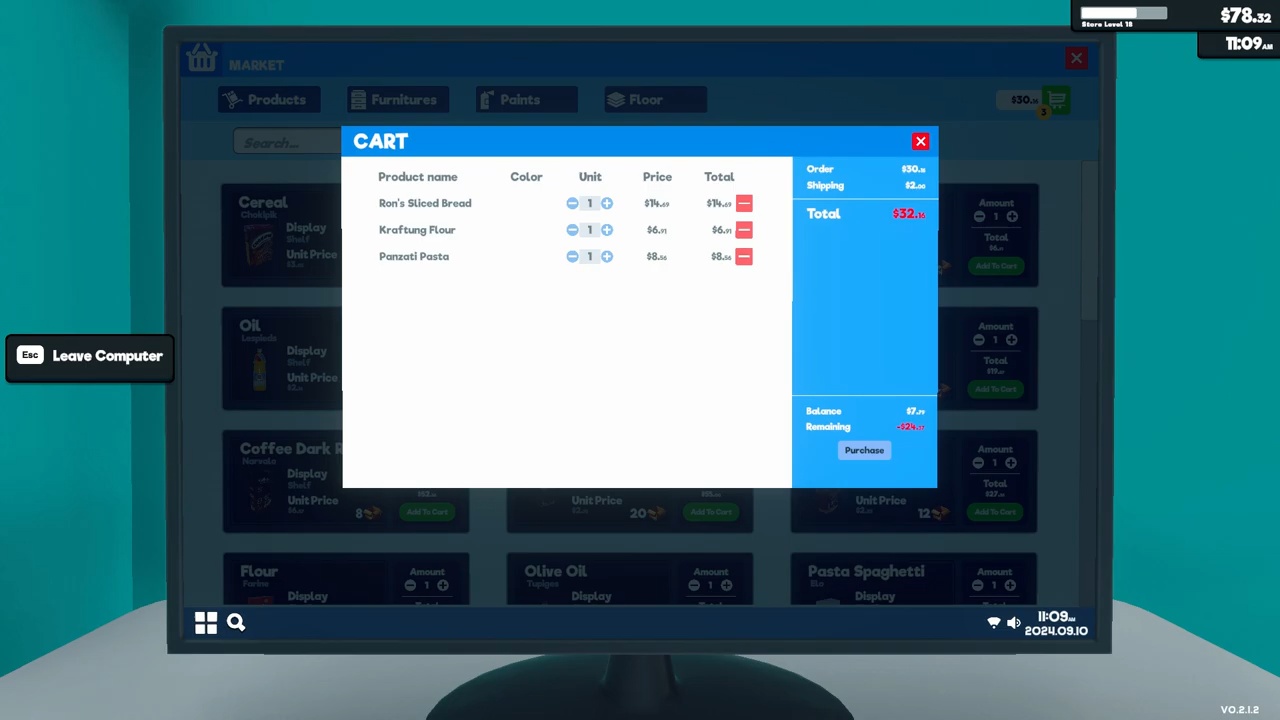 $78.32
Store Level 18
11:09AM
MARKET
Products Furnitures Paints Floor
$30.16
3
Search...
CART
Product name Color Unit Price Total
Ron's Sliced Bread 1 $14.69 $14.69
Kraftung Flour 1 $6.91 $6.91
Panzati Pasta 1 $8.56 $8.56
Order $30.16
Shipping $2.00
Total $32.16
Balance $7.79
Remaining -$24.37
Purchase
Esc Leave Computer
Cereal
Chokipik
Display
Shelf
Unit Price
Amount
1
Total
Add To Cart
Oil
Display
Shelf
Unit Price
Amount
1
Total
Add To Cart
Coffee Dark R
Display
Shelf
Unit Price
8 Add To Cart
Unit Price
20 Add To Cart
Unit Price
12
Amount
1
Total
Add To Cart
Flour
Farine
Display
Amount
1
Olive Oil
Tupiges
Display
Amount
1
Pasta Spaghetti
Display
Amount
1
11:09AM
2024.09.10
V0.2.1.2